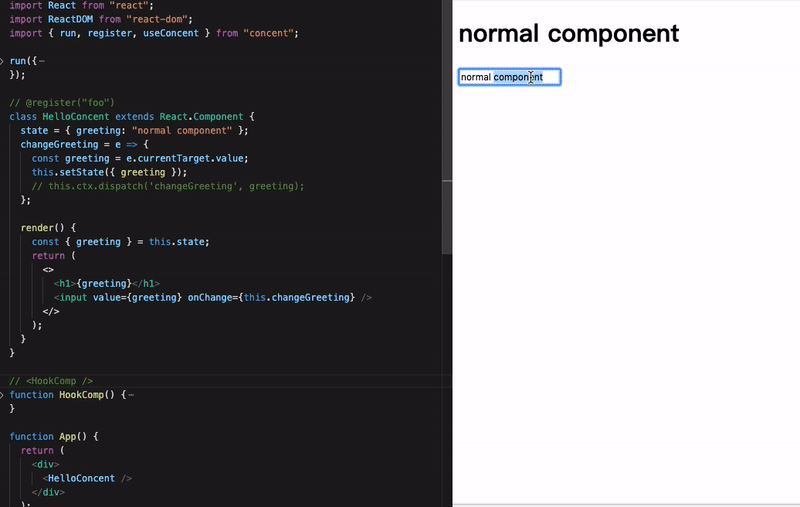 import React from "react";
import ReactDOM from "react-dom";
import { run, register, useConcent } from "concent";
run({
});
// @register("foo")
class HelloConcent extends React.Component {
state = { greeting: "normal component" };
changeGreeting = e => {
const greeting = e.currentTarget.value;
this.setState({ greeting });
// this.ctx.dispatch('changeGreeting', greeting);
};
render() {
const { greeting } = this.state;
return (
<>
<h1>{greeting}</h1>
<input value={greeting} onChange={this.changeGreeting} />
</>
);
}
}
// <HookComp />
function HookComp() {
}
function App() {
return (
<div>
<HelloConcent />
</div>
);
normal component
normal component